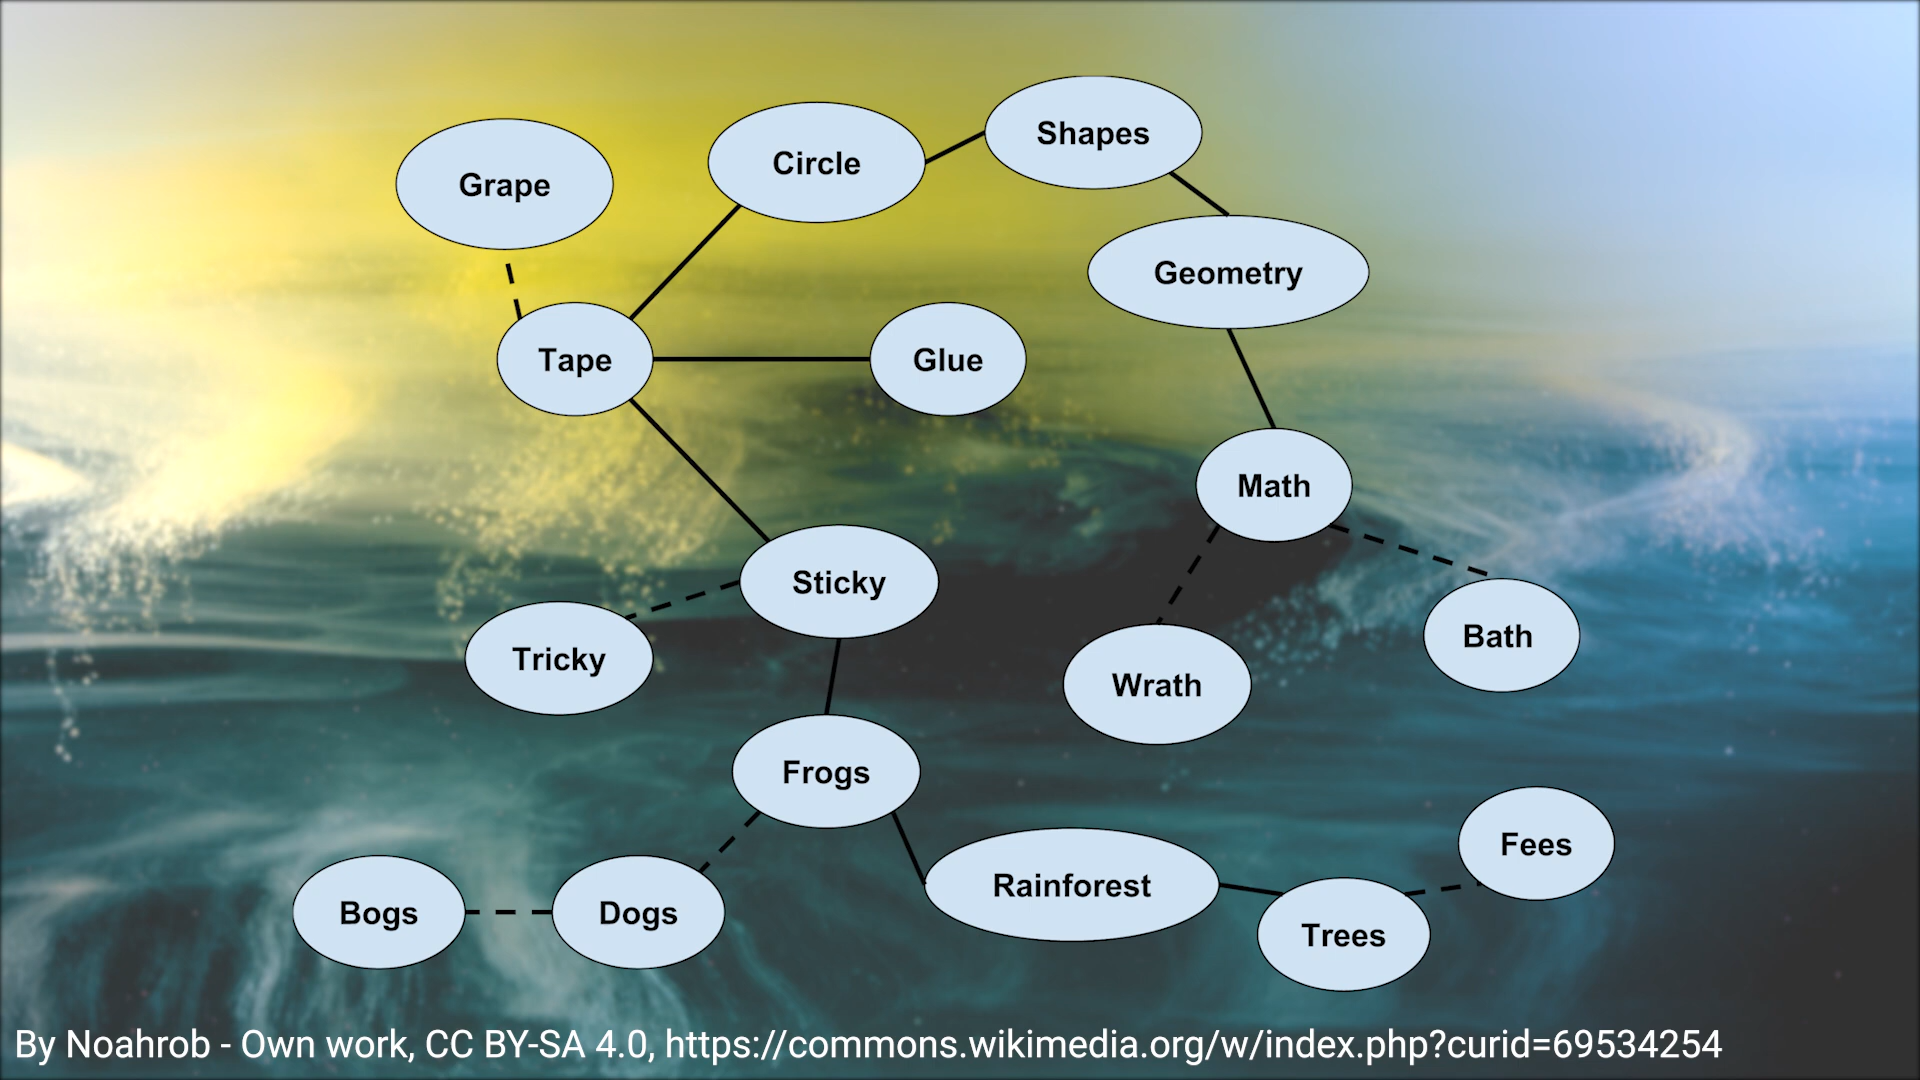 Shapes
Circle
Grape
Geometry
Tape
Glue
Math
Sticky
Bath
Tricky
Wrath
Frogs
Fees
Rainforest
Bogs
Dogs
Trees
By Noahrob - Own work, CC BY-SA 4.0, https://commons.wikimedia.org/w/index.php?curid=69534254